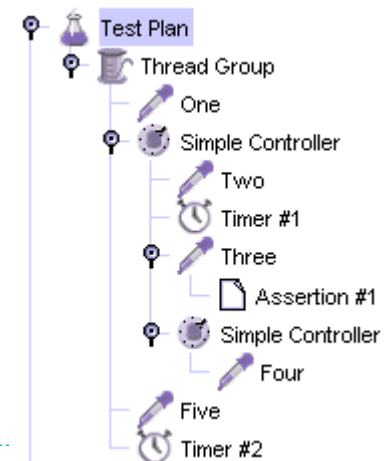 Test Plan
Thread Group
One
Simple Controller
Two
Timer #1
Three
Assertion #1
Simple Controller
Four
Five
Timer #2